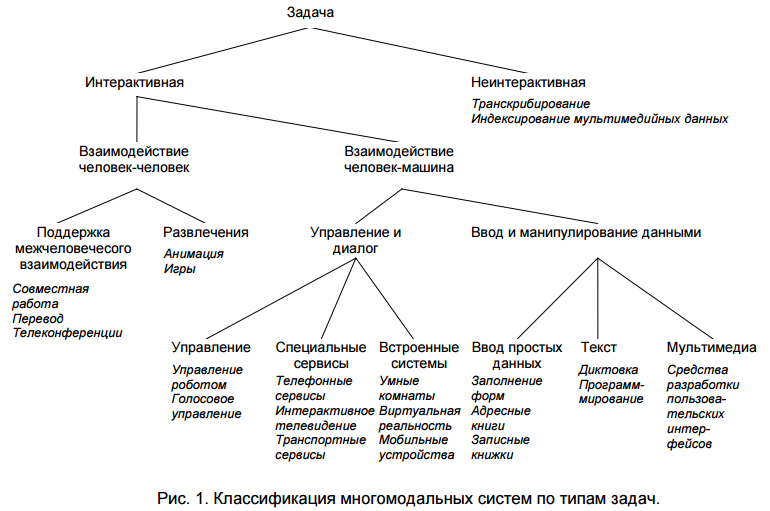 Задача
Интерактивная
Неинтерактивная
Транскрибирование
Индексирование мультимедийных данных
Взаимодействие
человек-человек
Взаимодействие
человек-машина
Поддержка
межчеловечесого
взаимодействия
Совместная
работа
Перевод
Телеконференции
Развлечения
Анимация
Игры
Управление и
диалог
Ввод и манипулирование данными
Управление
Управление
роботом
Голосовое
управление
Специальные
сервисы
Телефонные
сервисы
Интерактивное
телевидение
Транспортные
сервисы
Встроенные
системы
Умные
комнаты
Виртуальная
реальность
Мобильные
устройства
Ввод простых
данных
Заполнение
форм
Адресные
книги
Записные
книжки
Текст
Диктовка
Программ-
мирование
Мультимедиа
Средства
разработки
пользова-
тельских
интер-
фейсов
Рис. 1. Классификация многомодальных систем по типам задач.